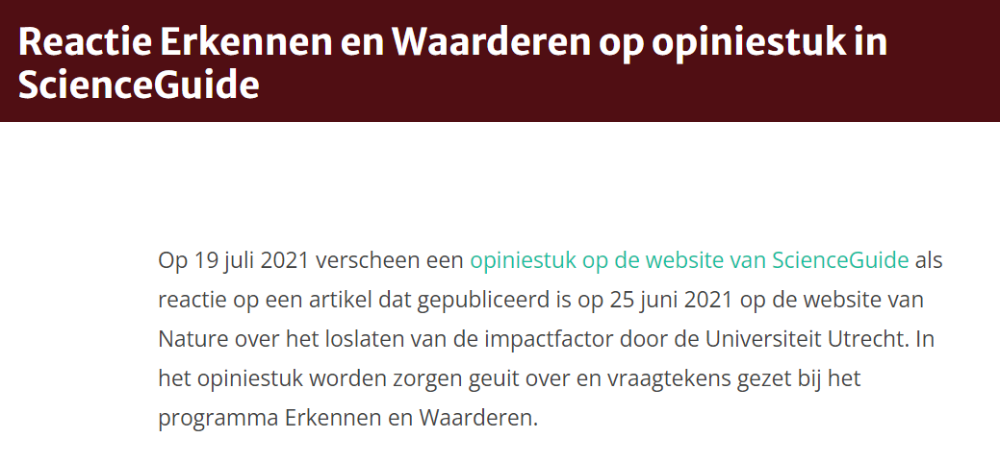 Reactie Erkennen en Waarderen op opiniestuk in
ScienceGuide
Op 19 juli 2021 verscheen een opiniestuk op de website van ScienceGuide als
reactie op een artikel dat gepubliceerd is op 25 juni 2021 op de website van
Nature over het loslaten van de impactfactor door de Universiteit Utrecht. In
het opiniestuk worden zorgen geuit over en vraagtekens gezet bij het
programma Erkennen en Waarderen.